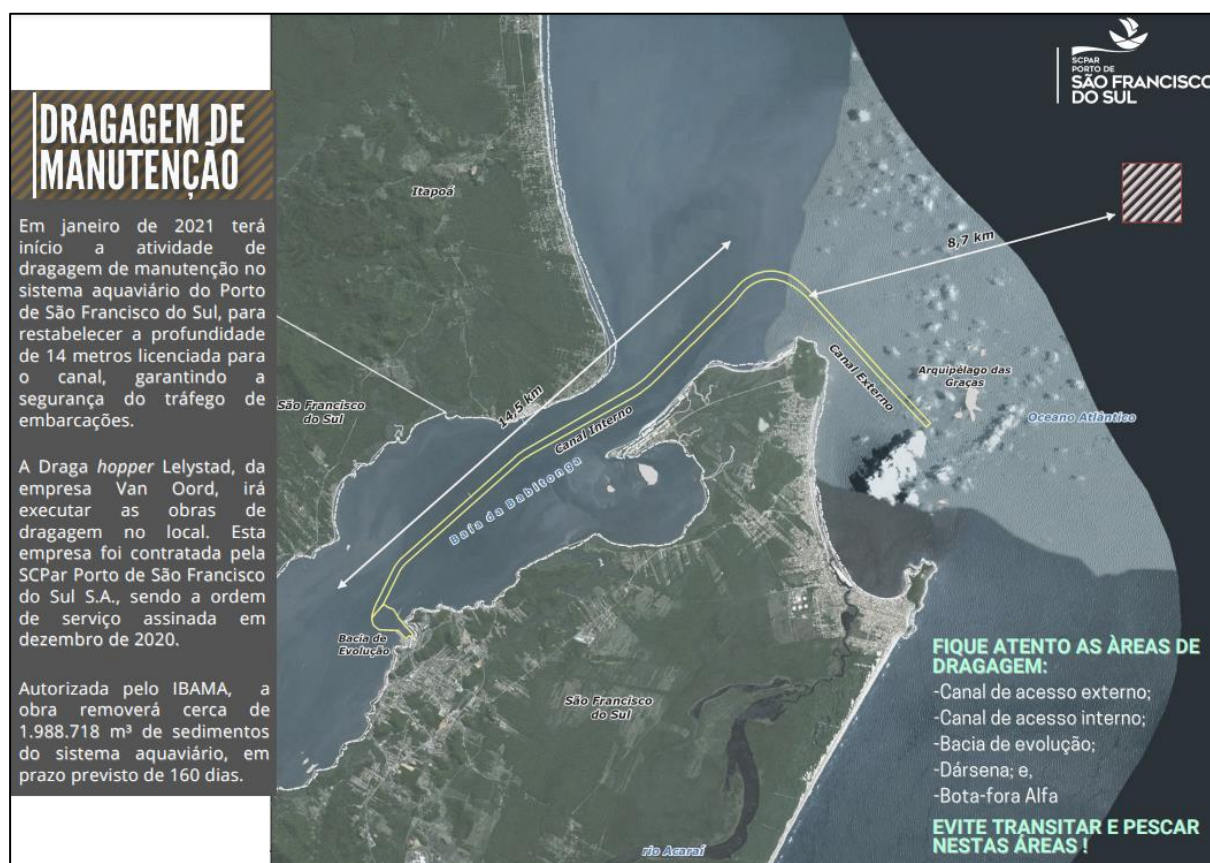 DRAGAGEM DE
MANUTENÇÃO
Em janeiro de 2021 terá
início a atividade de
dragagem de manutenção no
sistema aquaviário do Porto
de São Francisco do Sul, para
restabelecer a profundidade
de 14 metros licenciada para
o canal, garantindo a
segurança do tráfego de
embarcações.
A Draga hopper Lelystad, da
empresa Van Oord, irá
executar as obras de
dragagem no local. Esta
empresa foi contratada pela
SCPar Porto de São Francisco
do Sul S.A., sendo a ordem
de serviço assinada em
dezembro de 2020.
Autorizada pelo IBAMA, a
obra removerá cerca de
1.988.718 m³ de sedimentos
do sistema aquaviário, em
prazo previsto de 160 dias.
SCPAR
PORTO DE
SÃO FRANCISCO
DO SUL
Itapoá
8,7 km
14,5 km
Canal Interno
Canal Externo
Arquipélago das
Graças
Oceano Atlântico
São Francisco
do Sul
Baía da Babitonga
Bacia de
Evolução
São Francisco
do Sul
rio Acaraí
FIQUE ATENTO AS ÀREAS DE
DRAGAGEM:
-Canal de acesso externo;
-Canal de acesso interno;
-Bacia de evolução;
-Dársena; e,
-Bota-fora Alfa
EVITE TRANSITAR E PESCAR
NESTAS ÁREAS !